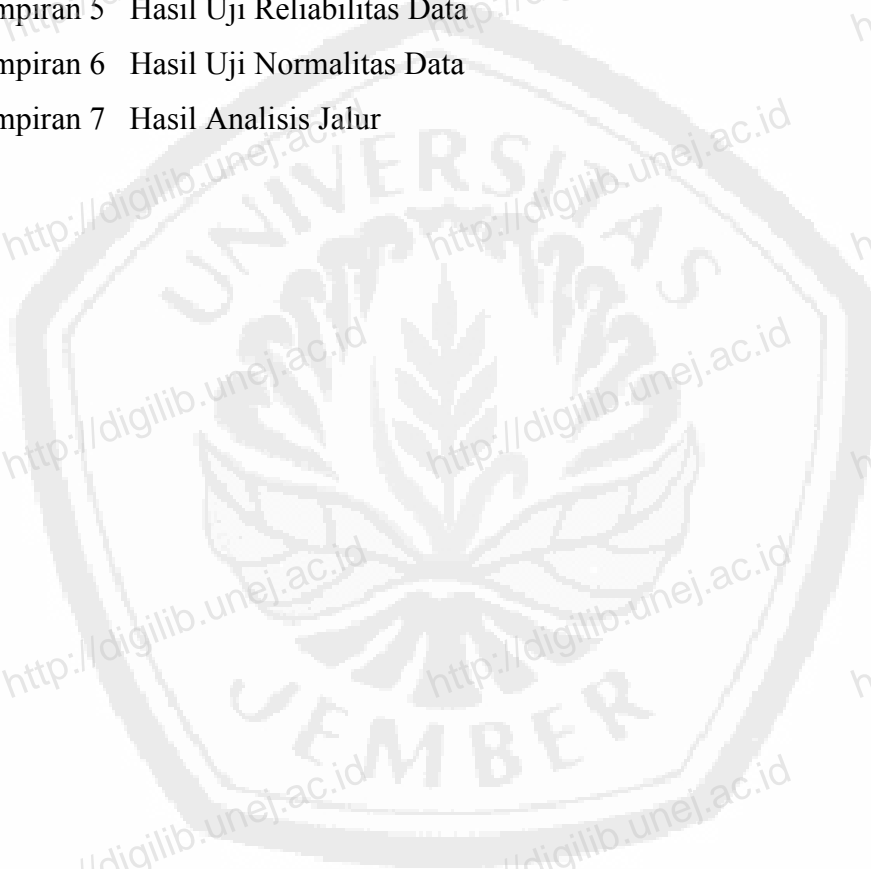 mpiran 5 Hasil Uji Reliabilitas Data
mpiran 6 Hasil Uji Normalitas Data
mpiran 7 Hasil Analisis Jalur
http://digilib.unej.ac.id
http://digilib.unej.ac.id
UNIVERSITAS
http://digilib.unej.ac.id
http://digilib.unej.ac.id
http://digilib.unej.ac.id
http://digilib.unej.ac.id
JEMBER
://digilib.unej.ac.id
://digilib.unej.ac.id